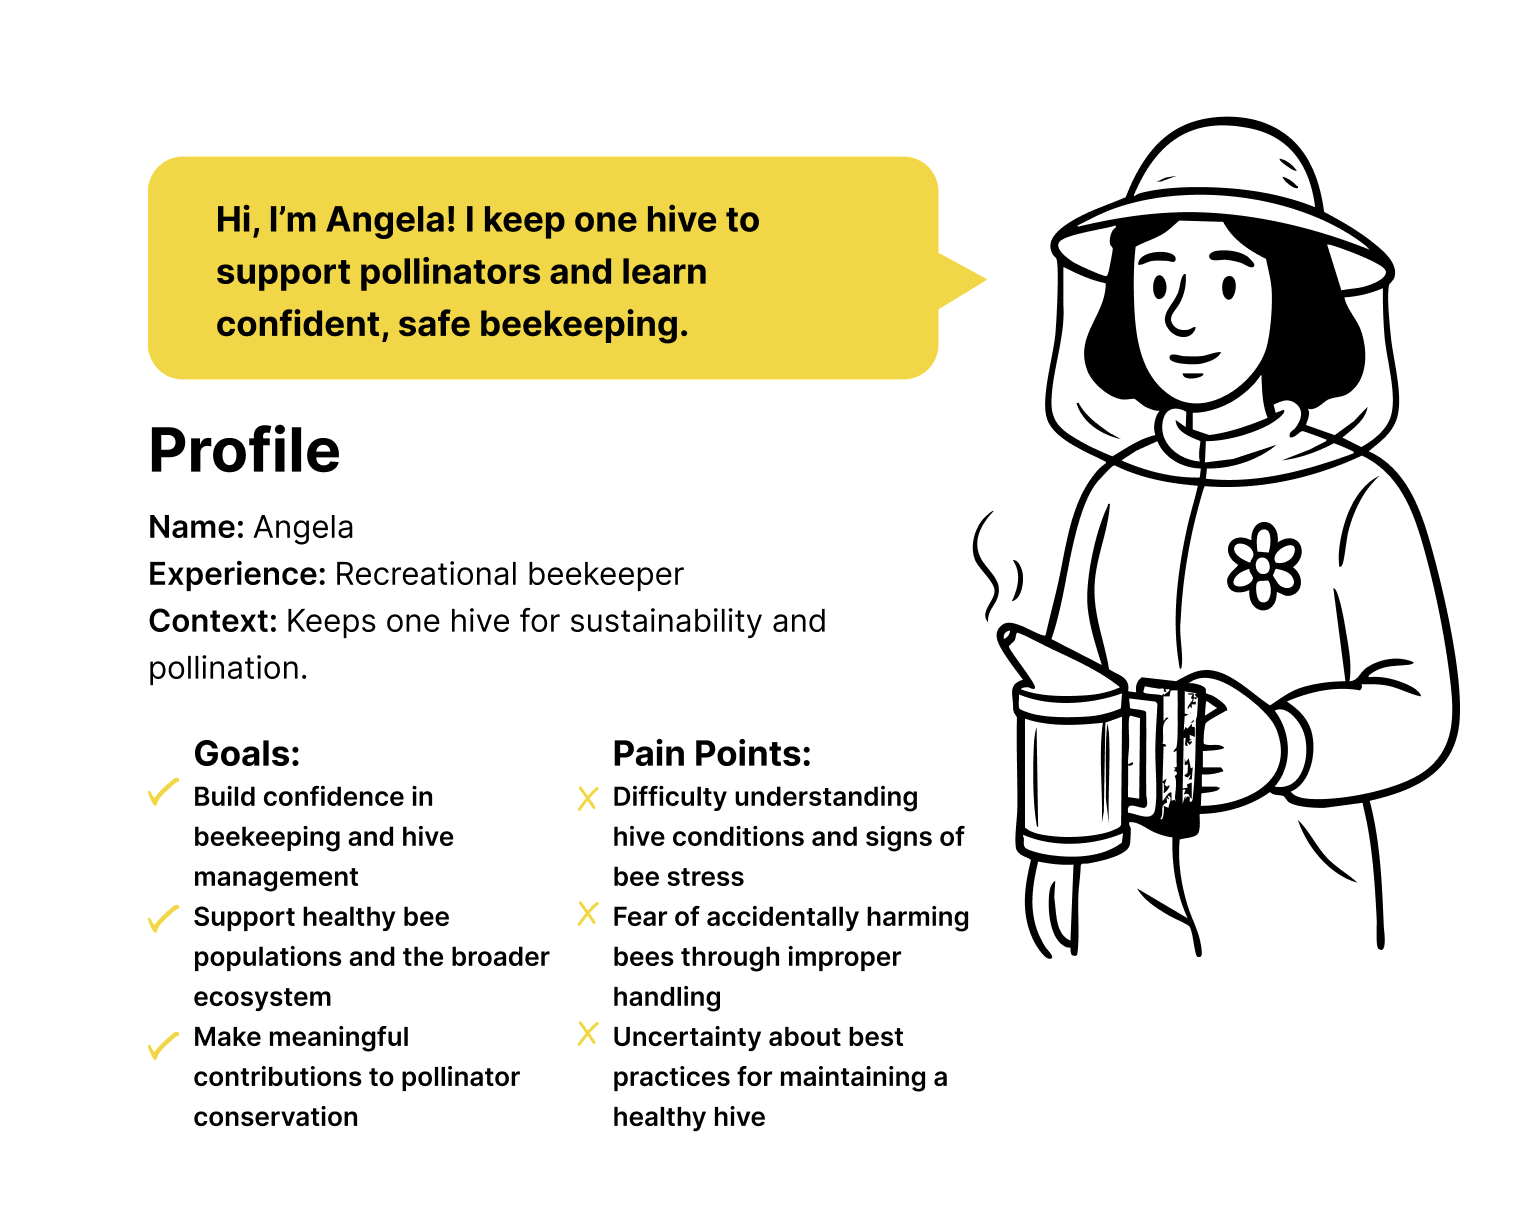 Hi, I’m Angela! I keep one hive to
support pollinators and learn
confident, safe beekeeping.
Profile
Name: Angela
Experience: Recreational beekeeper
Context: Keeps one hive for sustainability and
pollination.
Goals:
Build confidence in
beekeeping and hive
management
Support healthy bee
populations and the broader
ecosystem
Make meaningful
contributions to pollinator
conservation
Pain Points:
Difficulty understanding
hive conditions and signs of
bee stress
Fear of accidentally harming
bees through improper
handling
Uncertainty about best
practices for maintaining a
healthy hive